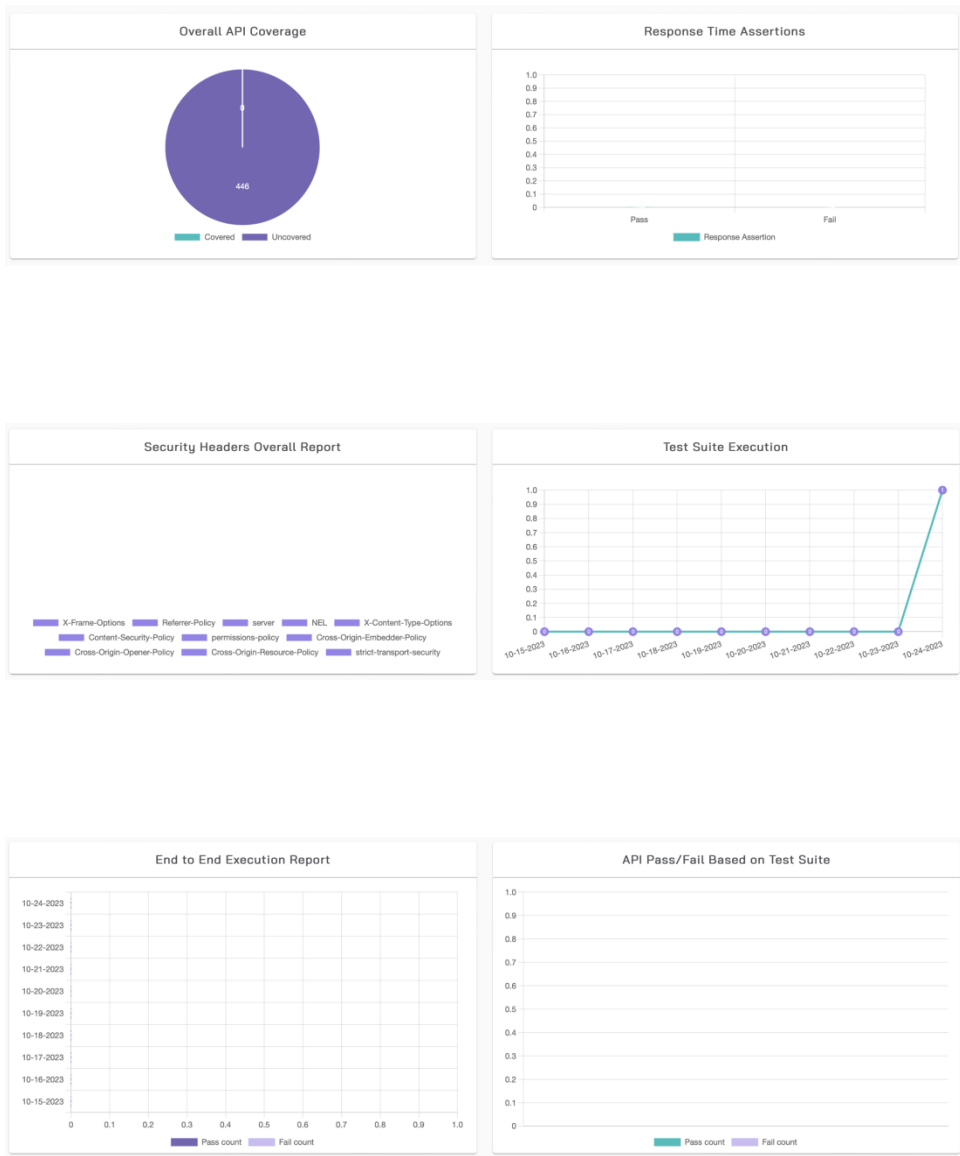 Overall API Coverage
0
446
Covered Uncovered
Response Time Assertions
1.0
0.9
0.8
0.7
0.6
0.5
0.4
0.3
0.2
0.1
0
Pass Fail
Response Assertion
Security Headers Overall Report
X-Frame-Options Referrer-Policy server NEL X-Content-Type-Options
Content-Security-Policy permissions-policy Cross-Origin-Embedder-Policy
Cross-Origin-Opener-Policy Cross-Origin-Resource-Policy strict-transport-security
Test Suite Execution
1.0
0.9
0.8
0.7
0.6
0.5
0.4
0.3
0.2
0.1
0
0 0 0 0 0 0 0 0 0 1
10-15-2023 10-16-2023 10-17-2023 10-18-2023 10-19-2023 10-20-2023 10-21-2023 10-22-2023 10-23-2023 10-24-2023
End to End Execution Report
10-24-2023
10-23-2023
10-22-2023
10-21-2023
10-20-2023
10-19-2023
10-18-2023
10-17-2023
10-16-2023
10-15-2023
0 0.1 0.2 0.3 0.4 0.5 0.6 0.7 0.8 0.9 1.0
Pass count Fail count
API Pass/Fail Based on Test Suite
1.0
0.9
0.8
0.7
0.6
0.5
0.4
0.3
0.2
0.1
0
Pass count Fail count